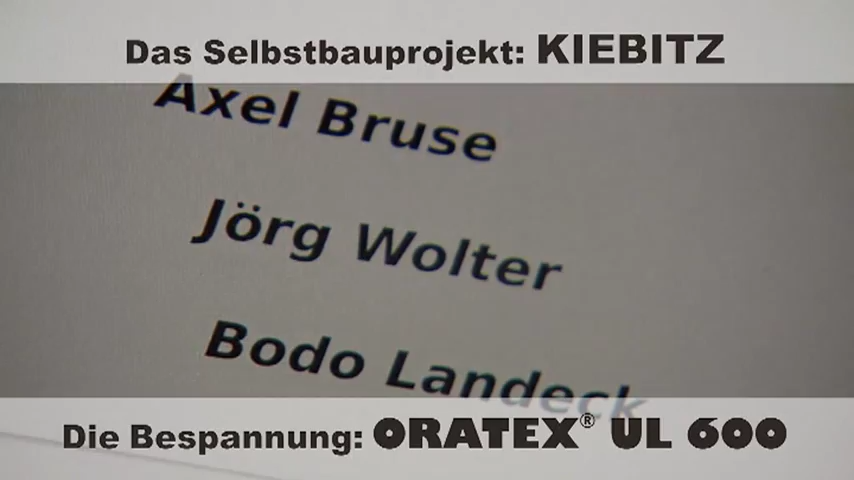 Das Selbstbauprojekt: KIEBITZ
Axel Bruse
Jörg Wolter
Bodo Landeck
Die Bespannung: ORATEX® UL 600